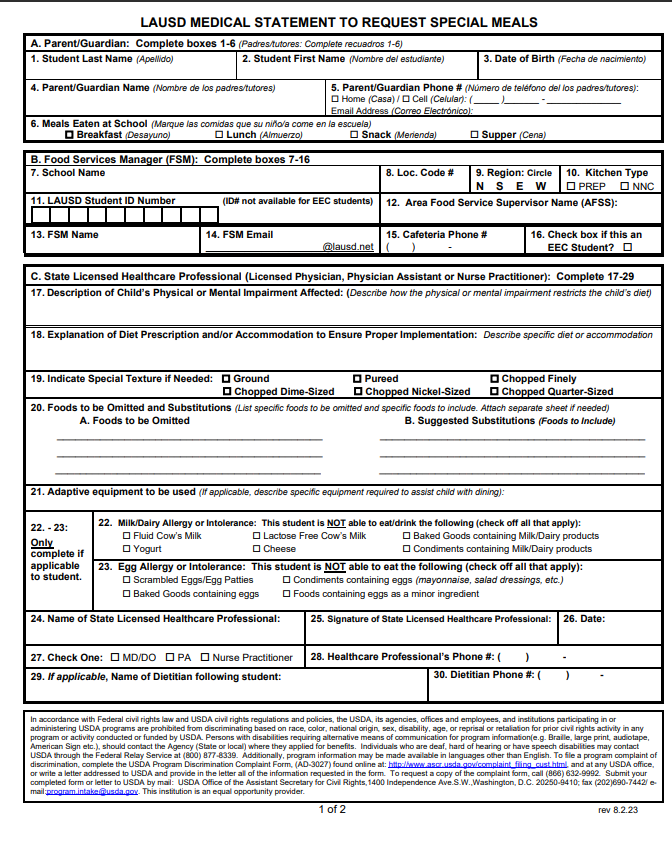 LAUSD MEDICAL STATEMENT TO REQUEST SPECIAL MEALS
A. Parent/Guardian: Complete boxes 1-6 (Padres/tutores: Complete recuadros 1-6)
1. Student Last Name (Apellido)
2. Student First Name (Nombre del estudiante)
3. Date of Birth (Fecha de nacimiento)
4. Parent/Guardian Name (Nombre de los padres/tutores)
5. Parent/Guardian Phone # (Número de teléfono del los padres/tutores):
☐ Home (Casa) / ☐ Cell (Celular): ( _____ )_______ - _______________
Email Address (Correo Electrónico):
6. Meals Eaten at School (Marque las comidas que su niño/a come en la escuela)
☐ Breakfast (Desayuno) ☐ Lunch (Almuerzo) ☐ Snack (Merienda) ☐ Supper (Cena)
B. Food Services Manager (FSM): Complete boxes 7-16
7. School Name
8. Loc. Code #
9. Region: Circle
N S E W
10. Kitchen Type
☐ PREP ☐ NNC
11. LAUSD Student ID Number (ID# not available for EEC students)
12. Area Food Service Supervisor Name (AFSS):
13. FSM Name
14. FSM Email
@lausd.net
15. Cafeteria Phone #
( ) -
16. Check box if this an
EEC Student? ☐
C. State Licensed Healthcare Professional (Licensed Physician, Physician Assistant or Nurse Practitioner): Complete 17-29
17. Description of Child's Physical or Mental Impairment Affected: (Describe how the physical or mental impairment restricts the child's diet)
18. Explanation of Diet Prescription and/or Accommodation to Ensure Proper Implementation: Describe specific diet or accommodation
19. Indicate Special Texture if Needed: ☐ Ground ☐ Pureed ☐ Chopped Finely
☐ Chopped Dime-Sized ☐ Chopped Nickel-Sized ☐ Chopped Quarter-Sized
20. Foods to be Omitted and Substitutions (List specific foods to be omitted and specific foods to include. Attach separate sheet if needed)
A. Foods to be Omitted B. Suggested Substitutions (Foods to Include)
21. Adaptive equipment to be used (If applicable, describe specific equipment required to assist child with dining):
22. - 23:
Only
complete if
applicable
to student.
22. Milk/Dairy Allergy or Intolerance: This student is NOT able to eat/drink the following (check off all that apply):
☐ Fluid Cow's Milk ☐ Lactose Free Cow's Milk ☐ Baked Goods containing Milk/Dairy products
☐ Yogurt ☐ Cheese ☐ Condiments containing Milk/Dairy products
23. Egg Allergy or Intolerance: This student is NOT able to eat the following (check off all that apply):
☐ Scrambled Eggs/Egg Patties ☐ Condiments containing eggs (mayonnaise, salad dressings, etc.)
☐ Baked Goods containing eggs ☐ Foods containing eggs as a minor ingredient
24. Name of State Licensed Healthcare Professional:
25. Signature of State Licensed Healthcare Professional:
26. Date:
27. Check One: ☐ MD/DO ☐ PA ☐ Nurse Practitioner
28. Healthcare Professional's Phone #: ( ) -
29. If applicable, Name of Dietitian following student:
30. Dietitian Phone #: ( ) -
In accordance with Federal civil rights law and USDA civil rights regulations and policies, the USDA, its agencies, offices and employees, and institutions participating in or
administering USDA programs are prohibited from discriminating based on race, color, national origin, sex, disability, age, or reprisal or retaliation for prior civil rights activity in any
program or activity conducted or funded by USDA. Persons with disabilities requiring alternative means of communication for program information(e.g. Braille, large print, audiotape,
American Sign etc.), should contact the Agency (State or local) where they applied for benefits. Individuals who are deaf, hard of hearing or have speech disabilities may contact
USDA through the Federal Relay Service at (800) 877-8339. Additionally, program information may be available in languages other than English. To file a program complaint of
discrimination, complete the USDA Program Discrimination Complaint Form, (AD-3027) found online at: http://www.ascr.usda.gov/complaint_filing_cust.html, and at any USDA office,
or write a letter addressed to USDA and provide in the letter all of the information requested in the form. To request a copy of the complaint form, call (866) 632-9992. Submit your
completed form or letter to USDA by mail: USDA Office of the Assistant Secretary for Civil Rights,1400 Independence Ave.S.W.,Washington, D.C. 20250-9410; fax (202)690-7442/ e-
mail:program.intake@usda.gov. This institution is an equal opportunity provider.
1 of 2
rev 8.2.23